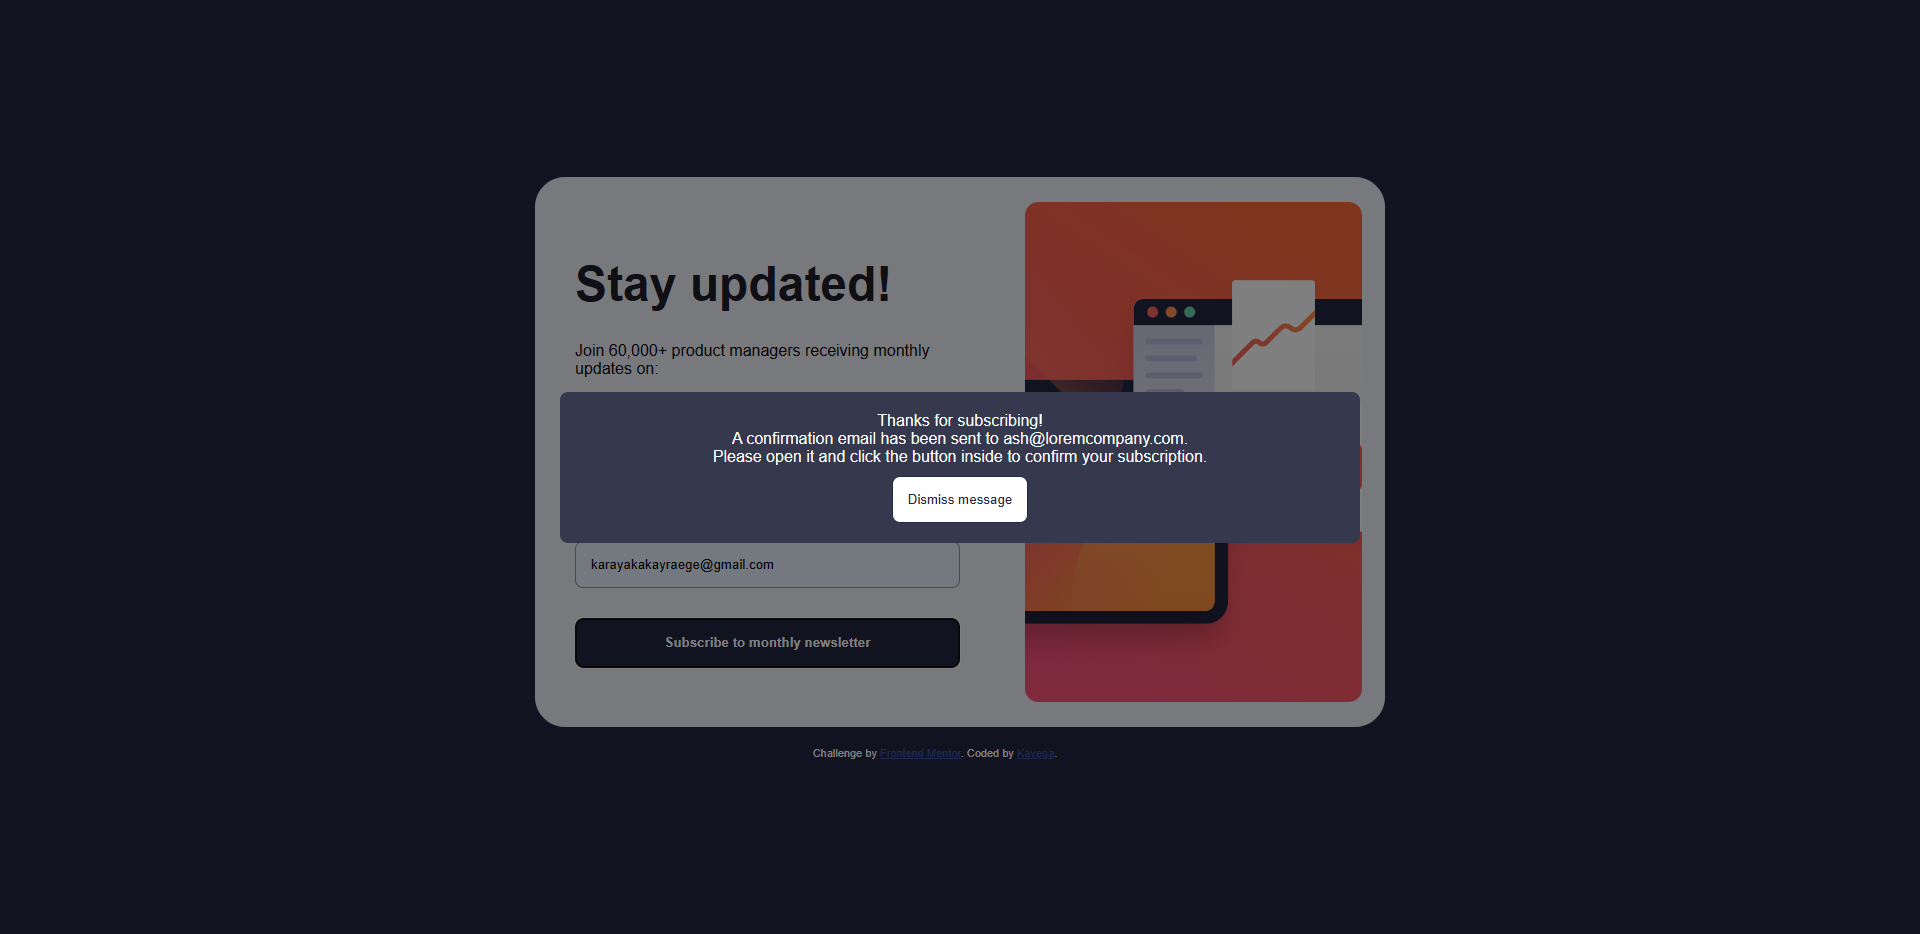 Stay updated!
Join 60,000+ product managers receiving monthly
updates on:
Thanks for subscribing!
A confirmation email has been sent to ash@loremcompany.com.
Please open it and click the button inside to confirm your subscription.
Dismiss message
karayakakayraege@gmail.com
Subscribe to monthly newsletter
Challenge by Frontend Mentor. Coded by Kayega.